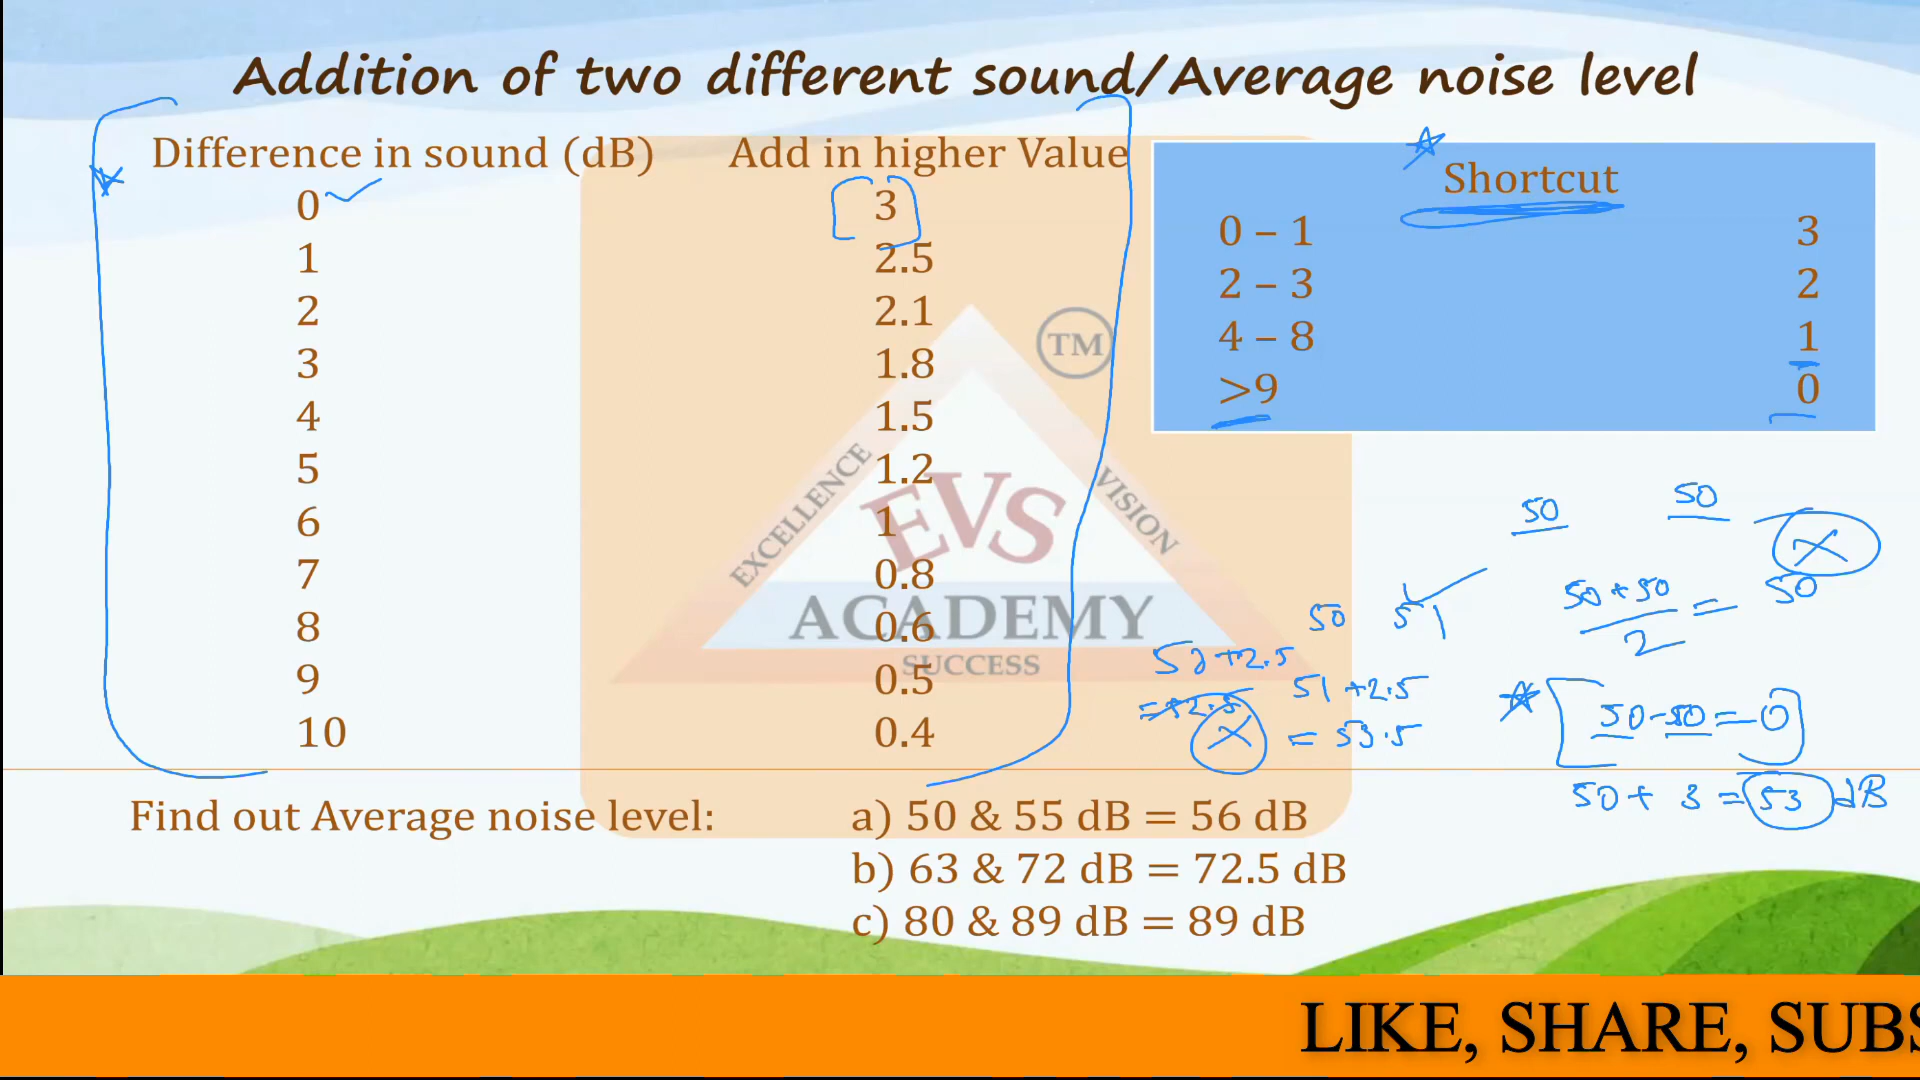 Addition of two different sound/Average noise level
Difference in sound (dB) Add in higher Value
0 3
1 2.5
2 2.1
3 1.8
4 1.5
5 1.2
6 1
7 0.8
8 0.6
9 0.5
10 0.4
Shortcut
0 – 1 3
2 – 3 2
4 – 8 1
>9 0
TM
EXCELLENCE
VISION
EVS
ACADEMY
SUCCESS
50 50
50 51
50+50 / 2 = 50
51+2.5
= 53.5
50-50=0
50+ 3 = 53 dB
Find out Average noise level: a) 50 & 55 dB = 56 dB
b) 63 & 72 dB = 72.5 dB
c) 80 & 89 dB = 89 dB
LIKE, SHARE, SUBS